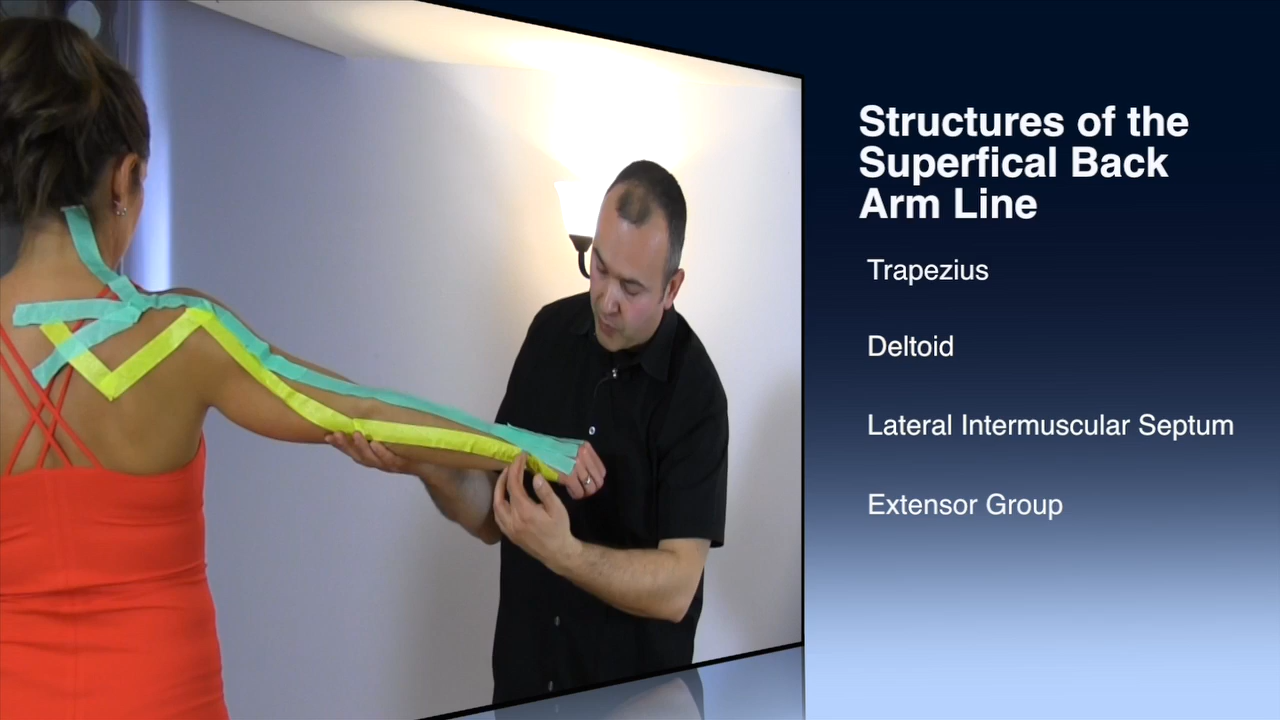 Structures of the
Superfical Back
Arm Line
Trapezius
Deltoid
Lateral Intermuscular Septum
Extensor Group